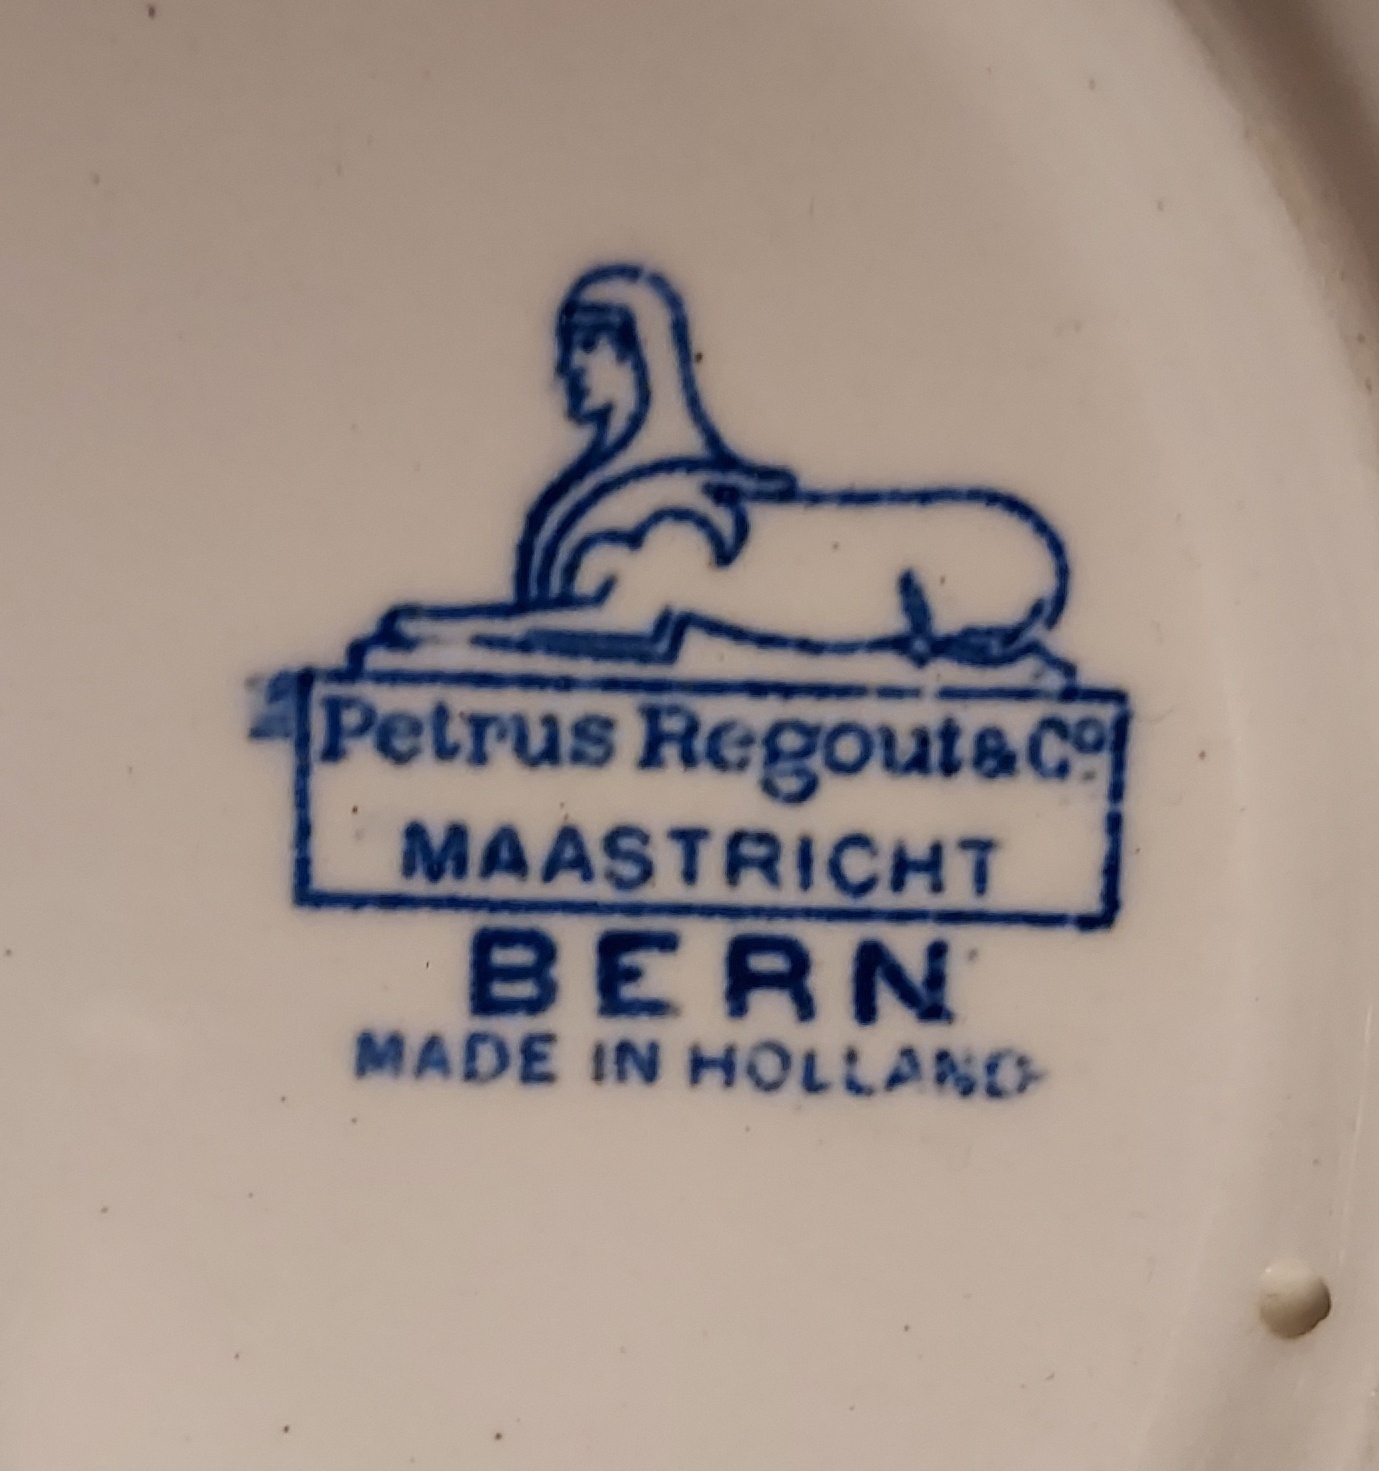 Petrus Regout & Cº
MAASTRICHT
BERN
MADE IN HOLLAND